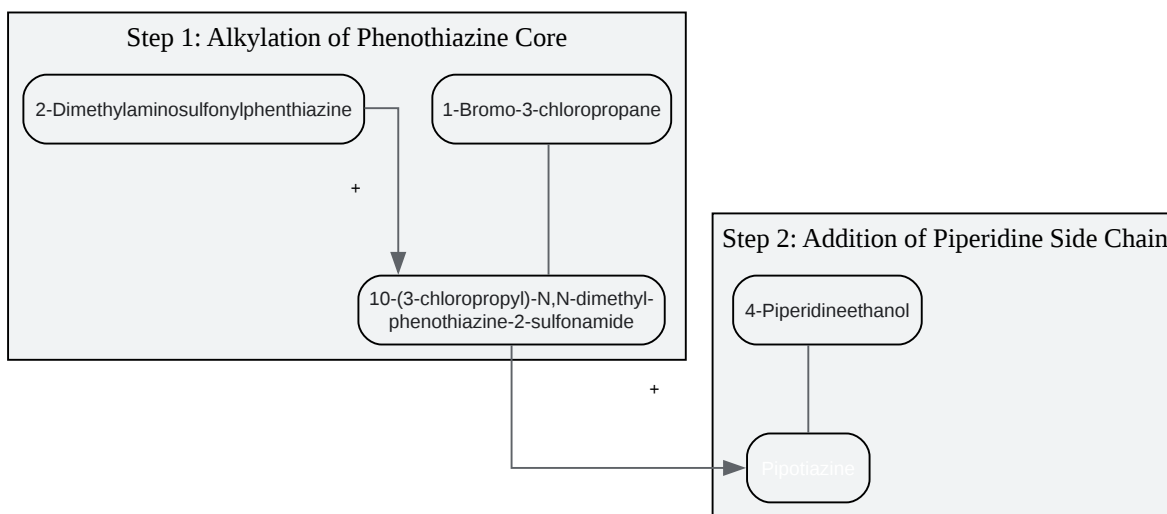 Step 1: Alkylation of Phenothiazine Core
2-Dimethylaminosulfonylphenthiazine
1-Bromo-3-chloropropane
+
10-(3-chloropropyl)-N,N-dimethyl-
phenothiazine-2-sulfonamide
Step 2: Addition of Piperidine Side Chain
4-Piperidineethanol
+
Pipotiazine